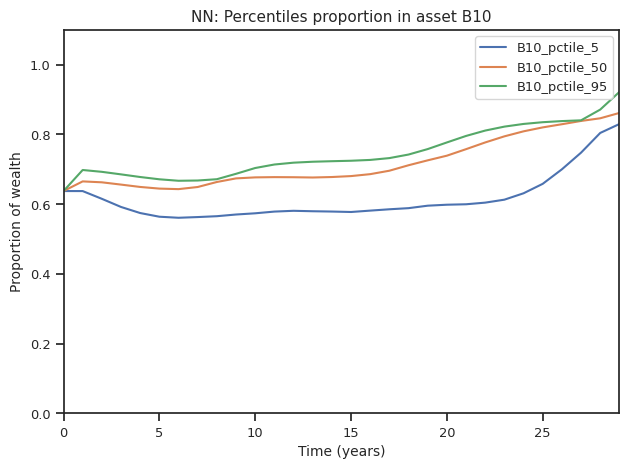 NN: Percentiles proportion in asset B10
B10_pctile_5
B10_pctile_50
B10_pctile_95
Proportion of wealth
1.0
0.8
0.6
0.4
0.2
0.0
0 5 10 15 20 25
Time (years)